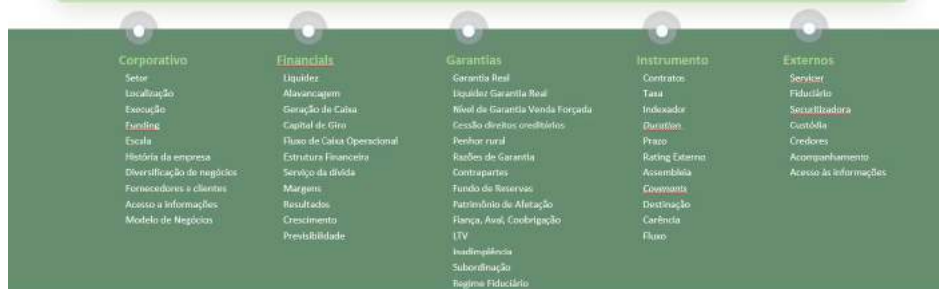 Corporativo
Setor
Localização
Execução
Funding
Escala
História da empresa
Diversificação de negócios
Fornecedores e clientes
Acesso a informações
Modelo de Negócios
Financials
Liquidez
Alavancagem
Geração de Caixa
Capital de Giro
Fluxo de Caixa Operacional
Estrutura Financeira
Serviço da dívida
Margens
Resultados
Crescimento
Previsibilidade
Garantias
Garantia Real
Liquidez Garantia Real
Nível de Garantia Venda Forçada
Cessão direitos creditórios
Penhor rural
Razões de Garantia
Contrapartes
Fundo de Reservas
Patrimônio de Afetação
Fiança, Aval, Coobrigação
LTV
Inadimplência
Subordinação
Regime Fiduciário
Instrumento
Contratos
Taxa
Indexador
Duration
Prazo
Rating Externo
Assembleia
Covenants
Destinação
Carência
Fluxo
Externos
Servicer
Fiduciário
Securitizadora
Custódia
Credores
Acompanhamento
Acesso às informações